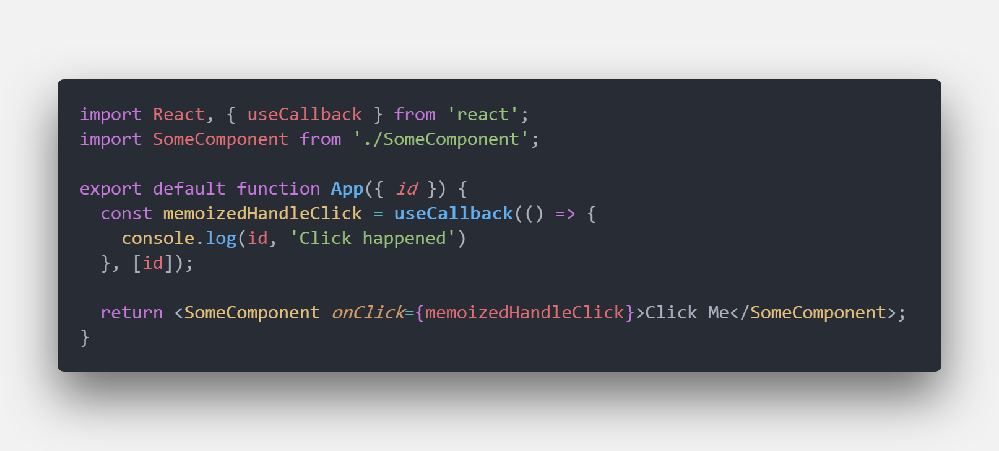 import React, { useCallback } from 'react';
import SomeComponent from './SomeComponent';

export default function App({ id }) {
  const memoizedHandleClick = useCallback(() => {
    console.log(id, 'Click happened')
  }, [id]);

  return <SomeComponent onClick={memoizedHandleClick}>Click Me</SomeComponent>;
}